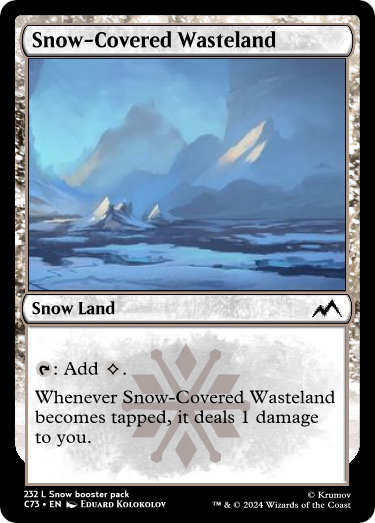 Snow-Covered Wasteland
Snow Land
: Add .
Whenever Snow-Covered Wasteland
becomes tapped, it deals 1 damage
to you.
232 L Snow booster pack
C73 • EN Eduard Kolokolov
© Krumov
™ & © 2024 Wizards of the Coast